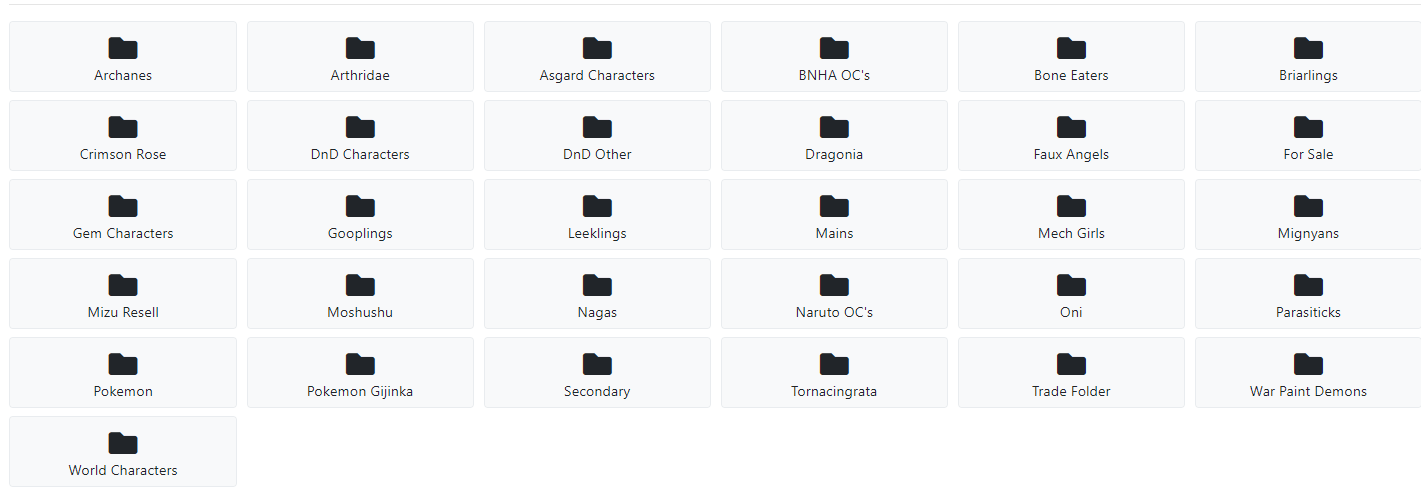 Archanes
Arthridae
Asgard Characters
BNHA OC's
Bone Eaters
Briarlings
Crimson Rose
DnD Characters
DnD Other
Dragonia
Faux Angels
For Sale
Gem Characters
Gooplings
Leeklings
Mains
Mech Girls
Mignyans
Mizu Resell
Moshushu
Nagas
Naruto OC's
Oni
Parasiticks
Pokemon
Pokemon Gijinka
Secondary
Tornacingrata
Trade Folder
War Paint Demons
World Characters